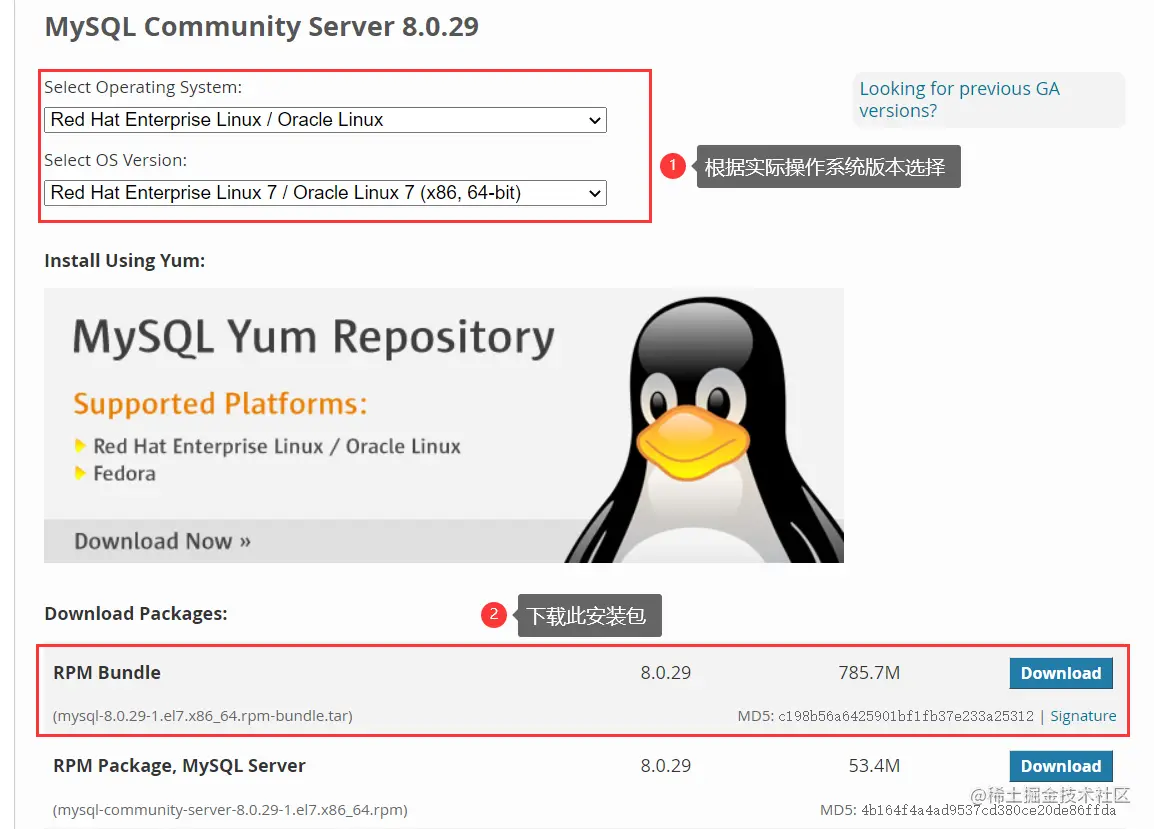 MySQL Community Server 8.0.29
Select Operating System:
Red Hat Enterprise Linux / Oracle Linux
Looking for previous GA
versions?
Select OS Version:
1 根据实际操作系统版本选择
Red Hat Enterprise Linux 7 / Oracle Linux 7 (x86, 64-bit)
Install Using Yum:
MySQL Yum Repository
Supported Platforms:
Red Hat Enterprise Linux / Oracle Linux
Fedora
Download Now »
Download Packages:
2 下载此安装包
RPM Bundle 8.0.29 785.7M Download
(mysql-8.0.29-1.el7.x86_64.rpm-bundle.tar) MD5: c198b56a6425901bf1fb37e233a25312 | Signature
RPM Package, MySQL Server 8.0.29 53.4M Download
@稀土掘金技术社区
(mysql-community-server-8.0.29-1.el7.x86_64.rpm) MD5: 4b164f4a4ad9537cd380ce20de86ffda